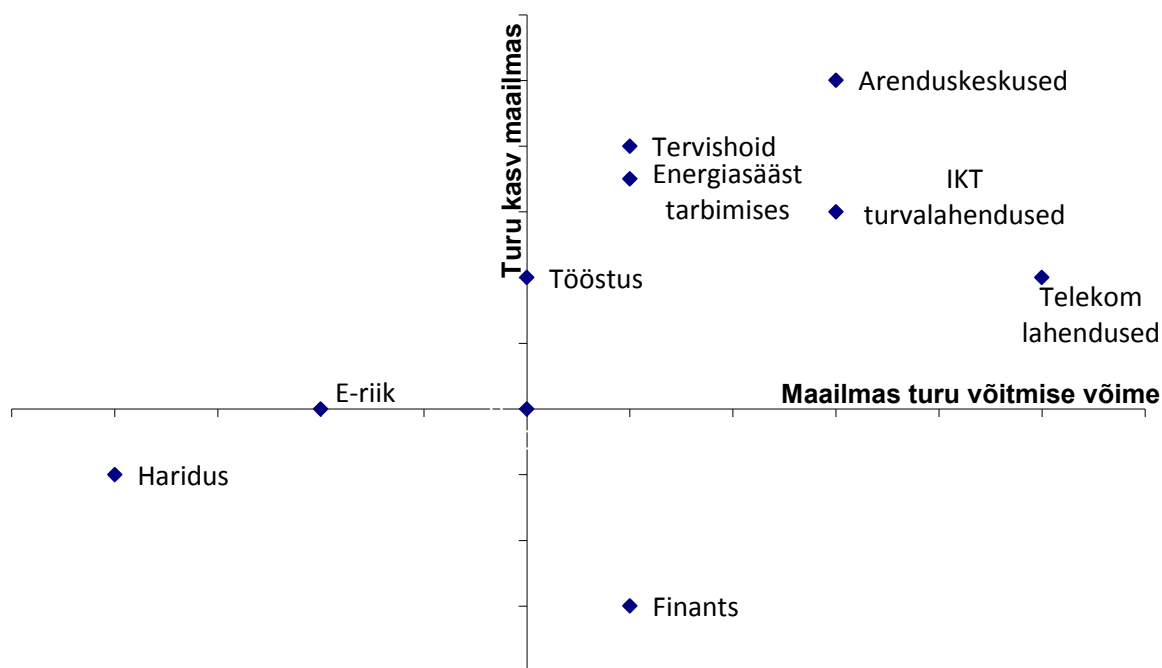 Turu kasv maailmas
Arenduskeskused
Tervishoid
Energiasääst
tarbimises
IKT
turvalahendused
Tööstus
Telekom
lahendused
E-riik
Maailmas turu võitmise võime
Haridus
Finants